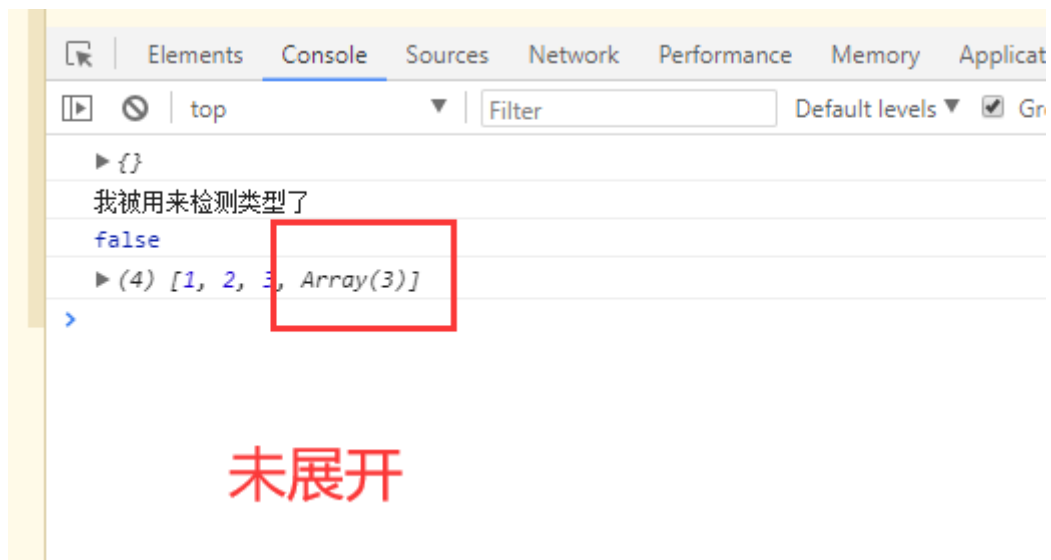 Elements Console Sources Network Performance Memory Applicat
top Filter Default levels Gr
{}
我被用来检测类型了
false
(4) [1, 2, 3, Array(3)]
>
未展开